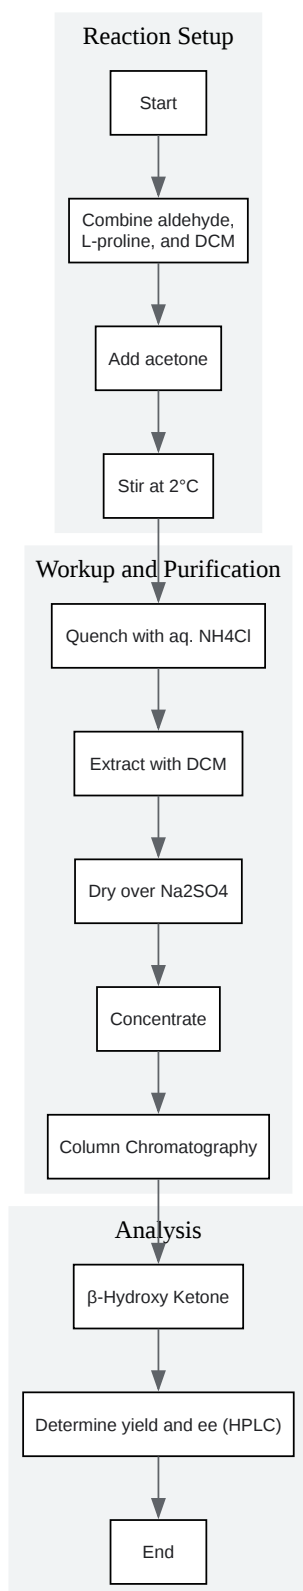 Reaction Setup
Start
Combine aldehyde,
L-proline, and DCM
Add acetone
Stir at 2°C
Workup and Purification
Quench with aq. NH4Cl
Extract with DCM
Dry over Na2SO4
Concentrate
Column Chromatography
Analysis
β-Hydroxy Ketone
Determine yield and ee (HPLC)
End